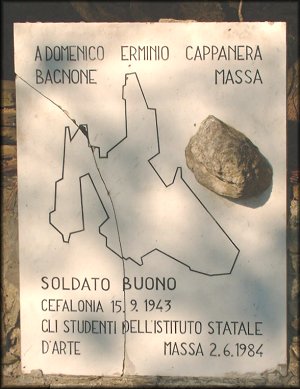 A DOMENICO ERMINIO CAPPANERA
BAGNONE MASSA
SOLDATO BUONO
CEFALONIA 15.9.1943
GLI STUDENTI DELL'ISTITUTO STATALE
D'ARTE MASSA 2.6.1984